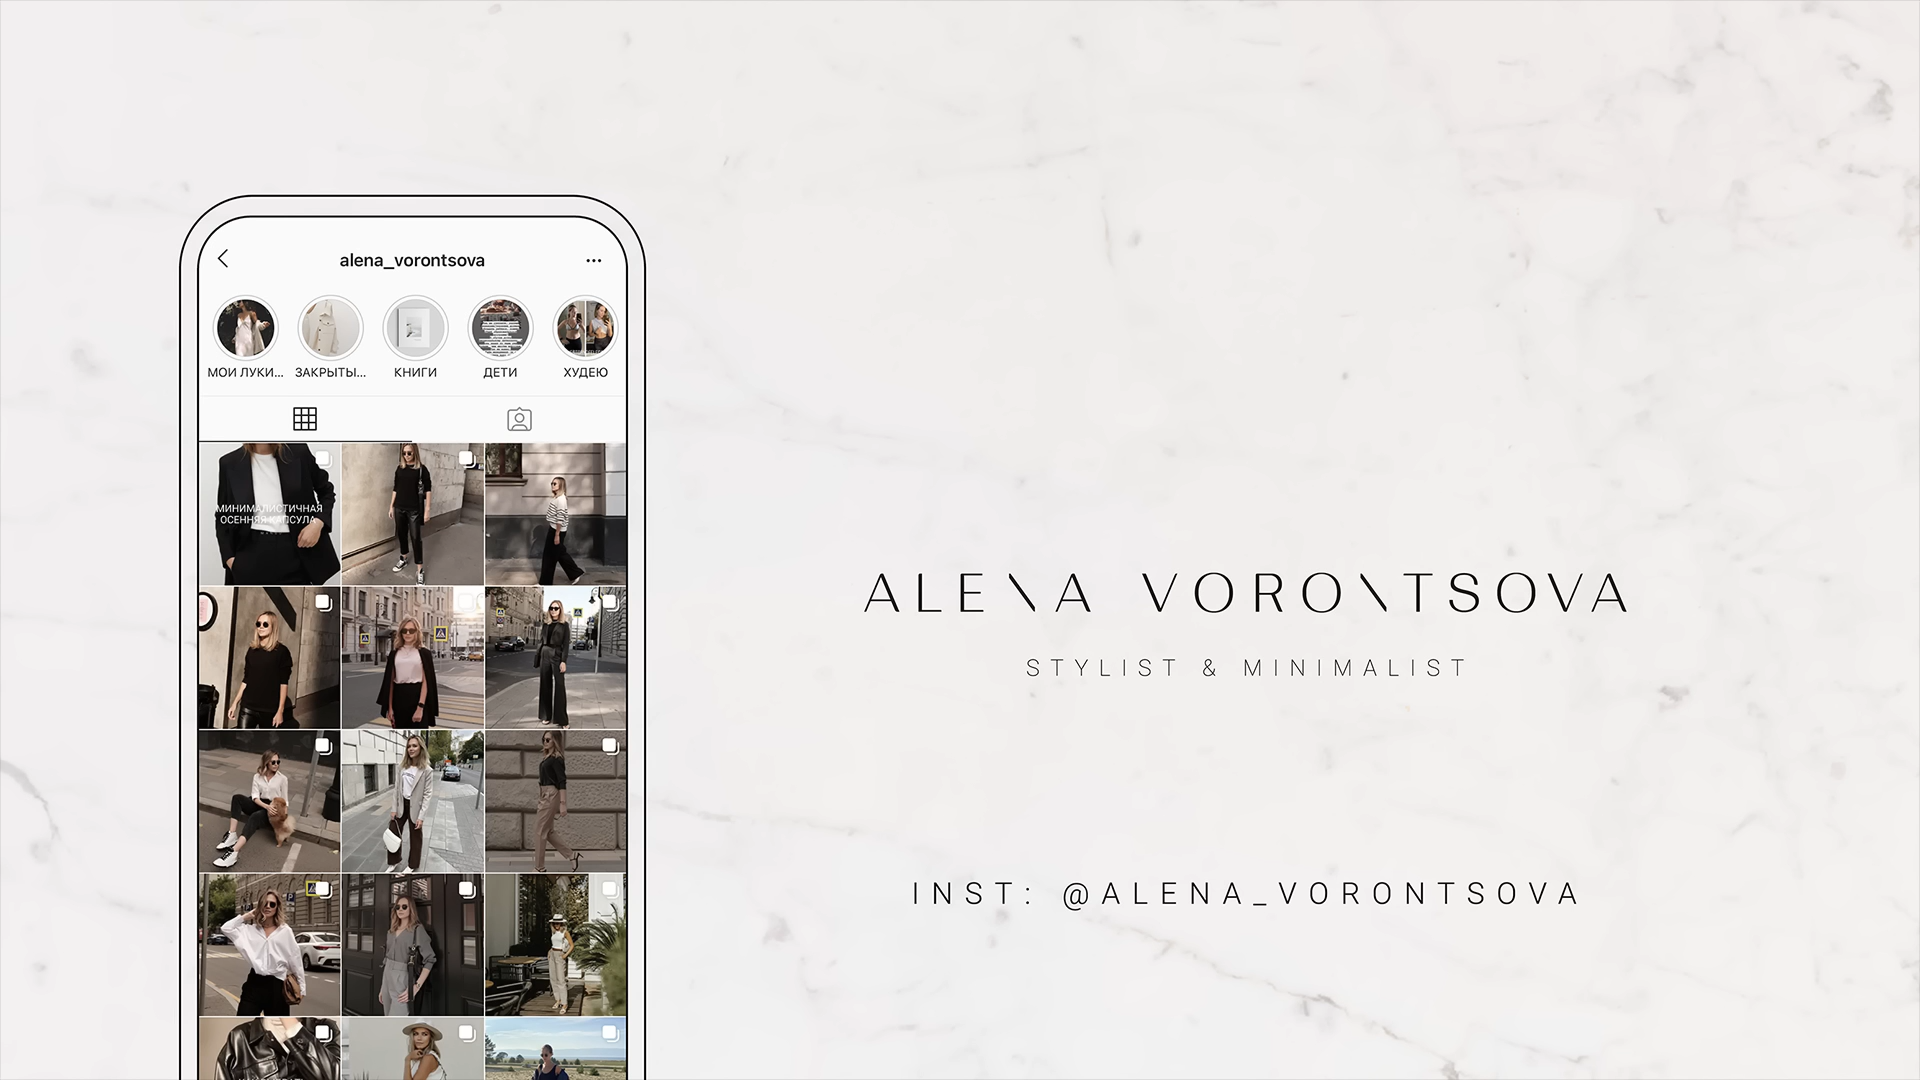 alena_vorontsova
МОИ ЛУКИ... ЗАКРЫТЫ... КНИГИ ДЕТИ ХУДЕЮ
МИНИМАЛИСТИЧНАЯ
ОСЕННЯЯ КАПСУЛА
ALENA VORONTSOVA
STYLIST & MINIMALIST
INST: @ALENA_VORONTSOVA